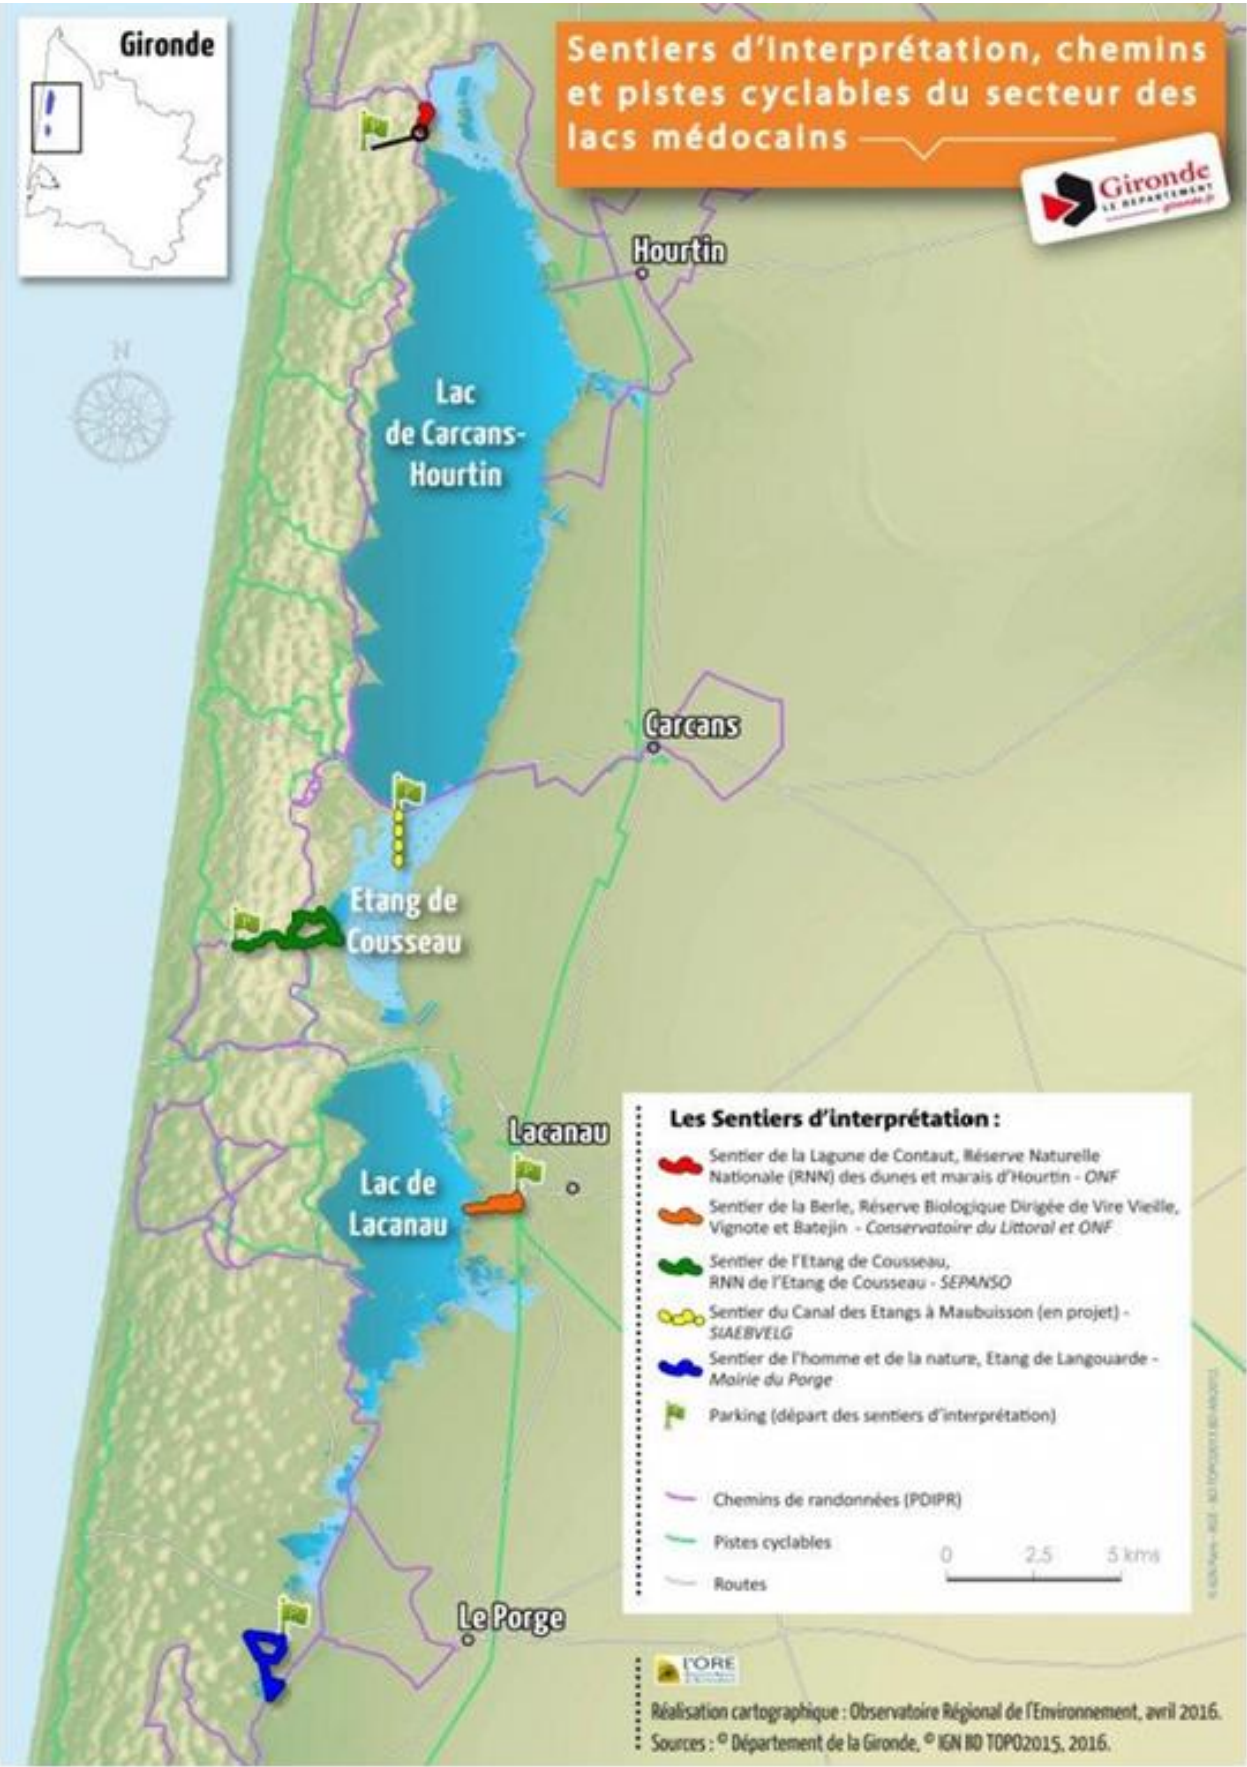 Gironde
Sentiers d'interprétation, chemins
et pistes cyclables du secteur des
lacs médocains
Gironde
LE DEPARTEMENT
gironde.fr
Hourtin
N
Lac
de Carcans-
Hourtin
Carcans
Etang de
Cousseau
Lacanau
Lac de
Lacanau
Le Porge
Les Sentiers d'interprétation :
Sentier de la Lagune de Contaut, Réserve Naturelle
Nationale (RNN) des dunes et marais d'Hourtin - ONF
Sentier de la Berle, Réserve Biologique Dirigée de Vire Vieille,
Vignote et Batejin - Conservatoire du Littoral et ONF
Sentier de l'Etang de Cousseau,
RNN de l'Etang de Cousseau - SEPANSO
Sentier du Canal des Etangs à Maubuisson (en projet) -
SIAEBVELG
Sentier de l'homme et de la nature, Etang de Langouarde -
Mairie du Porge
Parking (départ des sentiers d'interprétation)
Chemins de randonnées (PDIPR)
Pistes cyclables
Routes
0 2.5 5 kms
l'ORE
Réalisation cartographique : Observatoire Régional de l'Environnement, avril 2016.
Sources : © Département de la Gironde, © IGN BD TOPO2015, 2016.